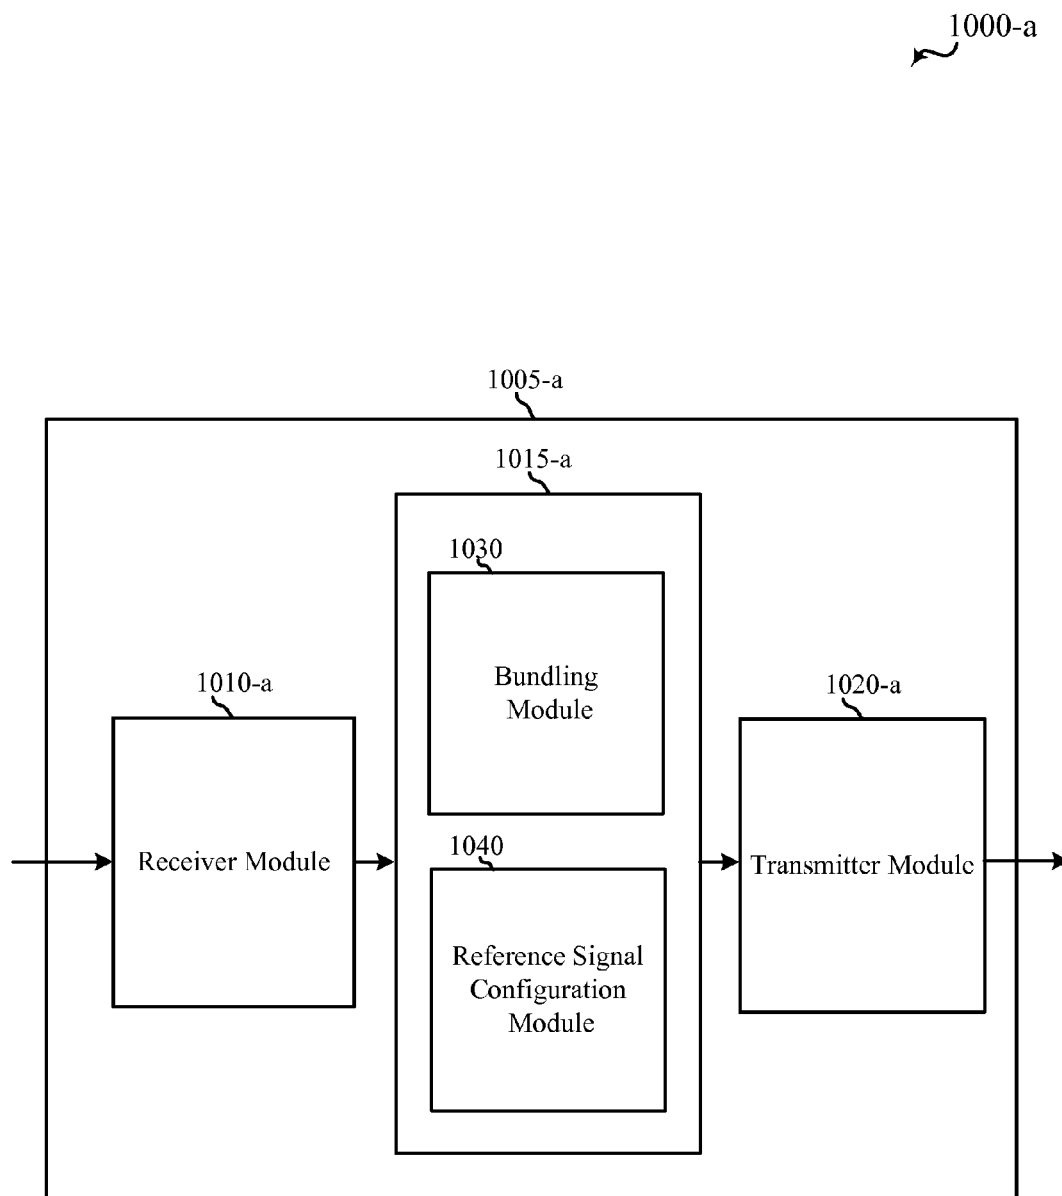 1000-a
1005-a
1015-a
1030
Bundling
Module
1010-a
Receiver Module
1020-a
Transmitter Module
1040
Reference Signal
Configuration
Module